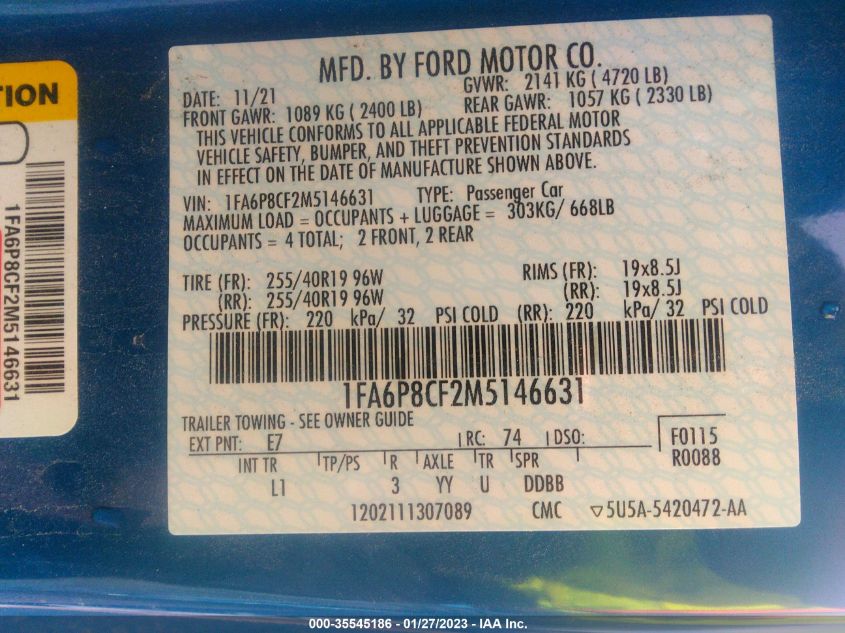 TION
1FA6P8CF2M5146631
MFD. BY FORD MOTOR CO.
DATE: 11/21 GVWR: 2141 KG ( 4720 LB)
FRONT GAWR: 1089 KG ( 2400 LB) REAR GAWR: 1057 KG ( 2330 LB)
THIS VEHICLE CONFORMS TO ALL APPLICABLE FEDERAL MOTOR
VEHICLE SAFETY, BUMPER, AND THEFT PREVENTION STANDARDS
IN EFFECT ON THE DATE OF MANUFACTURE SHOWN ABOVE.
VIN: 1FA6P8CF2M5146631 TYPE: Passenger Car
MAXIMUM LOAD = OCCUPANTS + LUGGAGE = 303KG/ 668LB
OCCUPANTS = 4 TOTAL; 2 FRONT, 2 REAR
TIRE (FR): 255/40R19 96W RIMS (FR): 19x8.5J
(RR): 255/40R19 96W (RR): 19x8.5J
PRESSURE (FR): 220 kPa/ 32 PSI COLD (RR): 220 kPa/ 32 PSI COLD
1FA6P8CF2M5146631
TRAILER TOWING - SEE OWNER GUIDE
EXT PNT: E7 RC: 74 DSO: F0115
R0088
INT TR TP/PS R AXLE TR SPR
L1 3 YY U DDBB
1202111307089 CMC ▽5U5A-5420472-AA
000-35545186 - 01/27/2023 - IAA Inc.